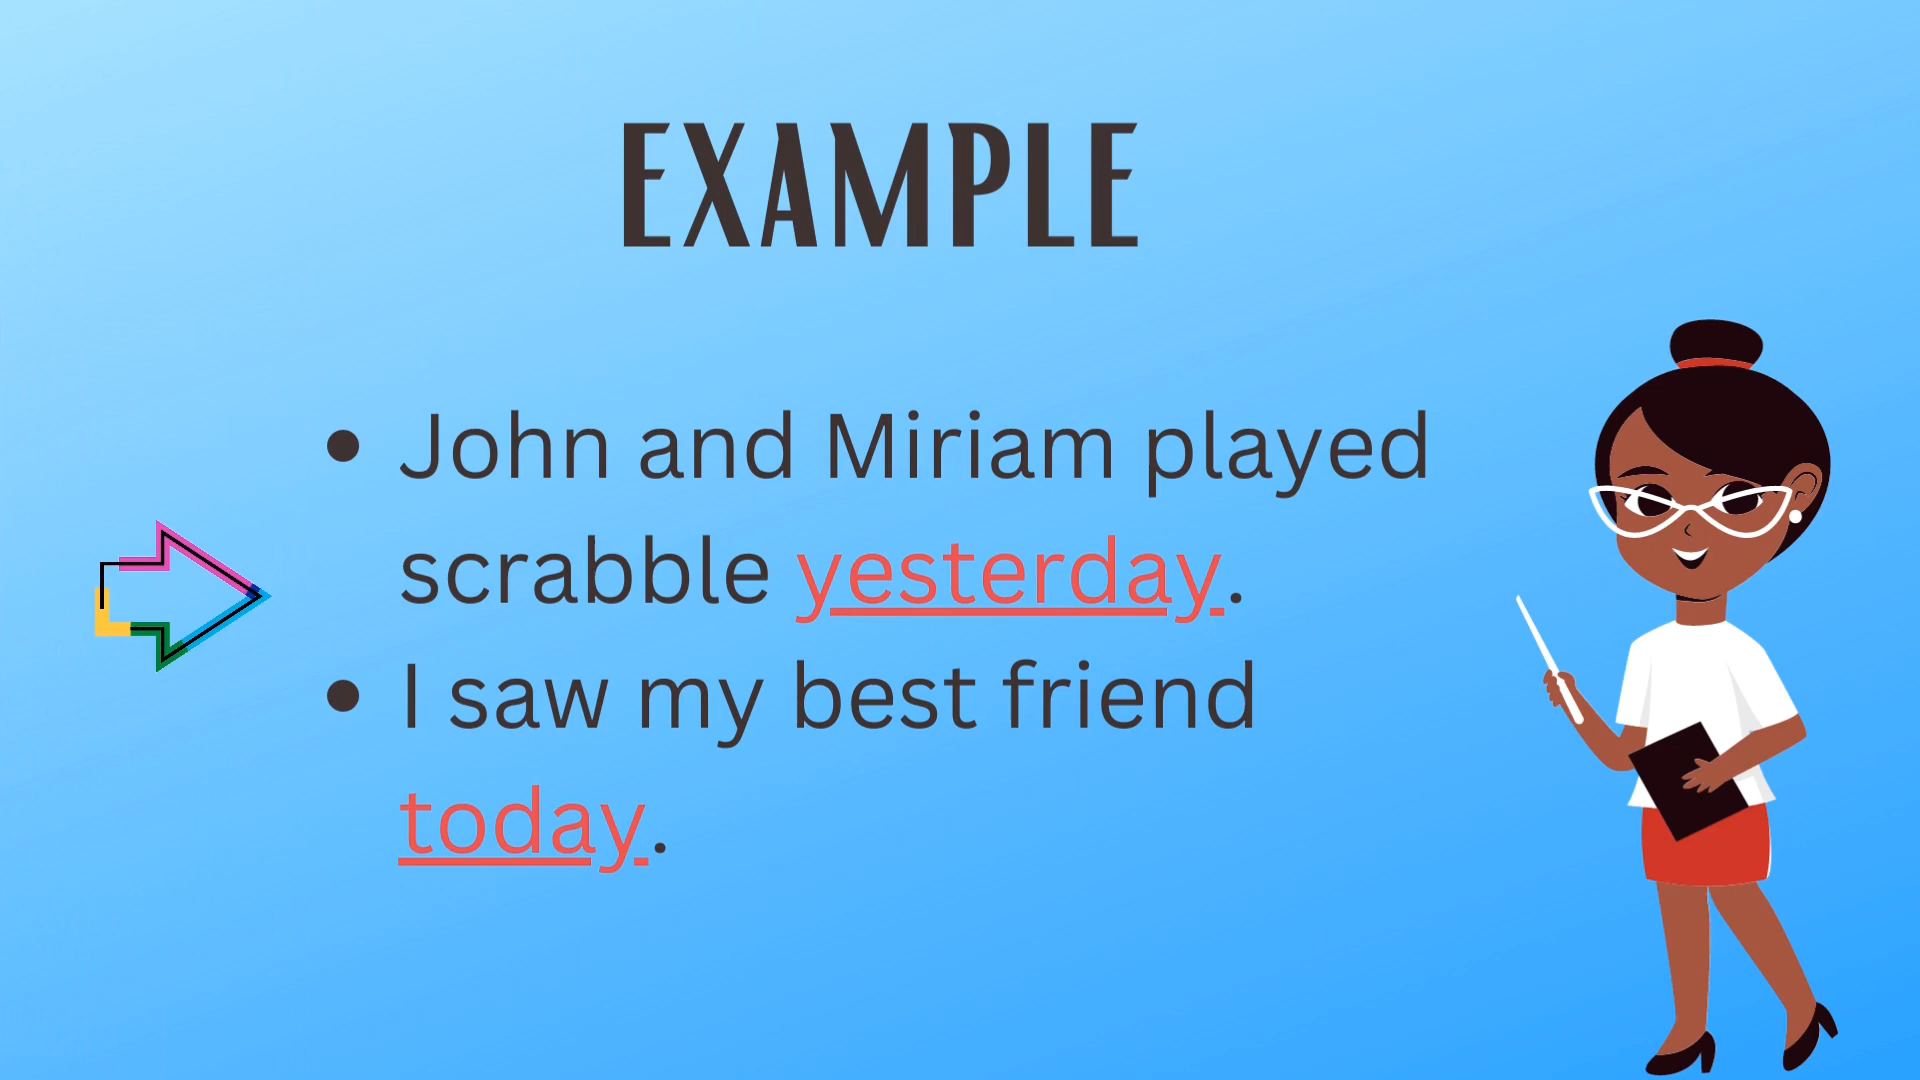 EXAMPLE
• John and Miriam played
scrabble yesterday.
• I saw my best friend
today.